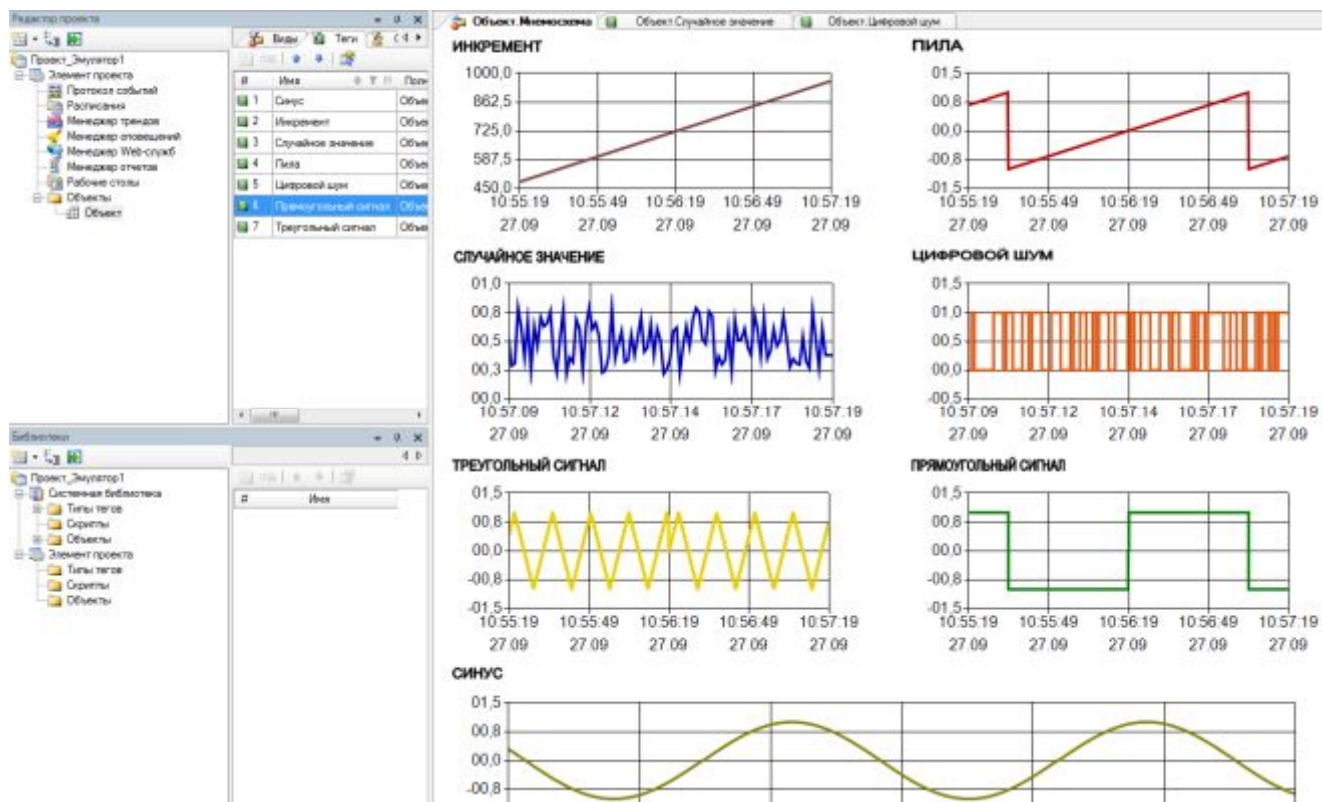 Редактор проекта
Виды
Теги
Проект_Эмулятор1
Элемент проекта
Протокол событий
Расписания
Менеджер трендов
Менеджер оповещений
Менеджер Web-служб
Менеджер отчетов
Рабочие столы
Объекты
Объект
# Имя
1 Синус
2 Инкремент
3 Случайное значение
4 Пила
5 Цифровой шум
6 Прямоугольный сигнал
7 Треугольный сигнал
Библиотеки
Проект_Эмулятор1
Системная библиотека
Типы тегов
Скрипты
Объекты
Элемент проекта
Типы тегов
Скрипты
Объекты
# Имя
Объект.Мнемосхема Объект.Случайное значение Объект.Цифровой шум
ИНКРЕМЕНТ
1000,0
862,5
725,0
587,5
450,0
10:55:19 10:55:49 10:56:19 10:56:49 10:57:19
27.09 27.09 27.09 27.09 27.09
ПИЛА
01,5
00,8
00,0
-00,8
-01,5
10:55:19 10:55:49 10:56:19 10:56:49 10:57:19
27.09 27.09 27.09 27.09 27.09
СЛУЧАЙНОЕ ЗНАЧЕНИЕ
01,0
00,8
00,5
00,3
00,0
10:57:09 10:57:12 10:57:14 10:57:17 10:57:19
27.09 27.09 27.09 27.09 27.09
ЦИФРОВОЙ ШУМ
01,5
01,0
00,5
00,0
-00,5
10:57:09 10:57:12 10:57:14 10:57:17 10:57:19
27.09 27.09 27.09 27.09 27.09
ТРЕУГОЛЬНЫЙ СИГНАЛ
01,5
00,8
00,0
-00,8
-01,5
10:55:19 10:55:49 10:56:19 10:56:49 10:57:19
27.09 27.09 27.09 27.09 27.09
ПРЯМОУГОЛЬНЫЙ СИГНАЛ
01,5
00,8
00,0
-00,8
-01,5
10:55:19 10:55:49 10:56:19 10:56:49 10:57:19
27.09 27.09 27.09 27.09 27.09
СИНУС
01,5
00,8
00,0
-00,8